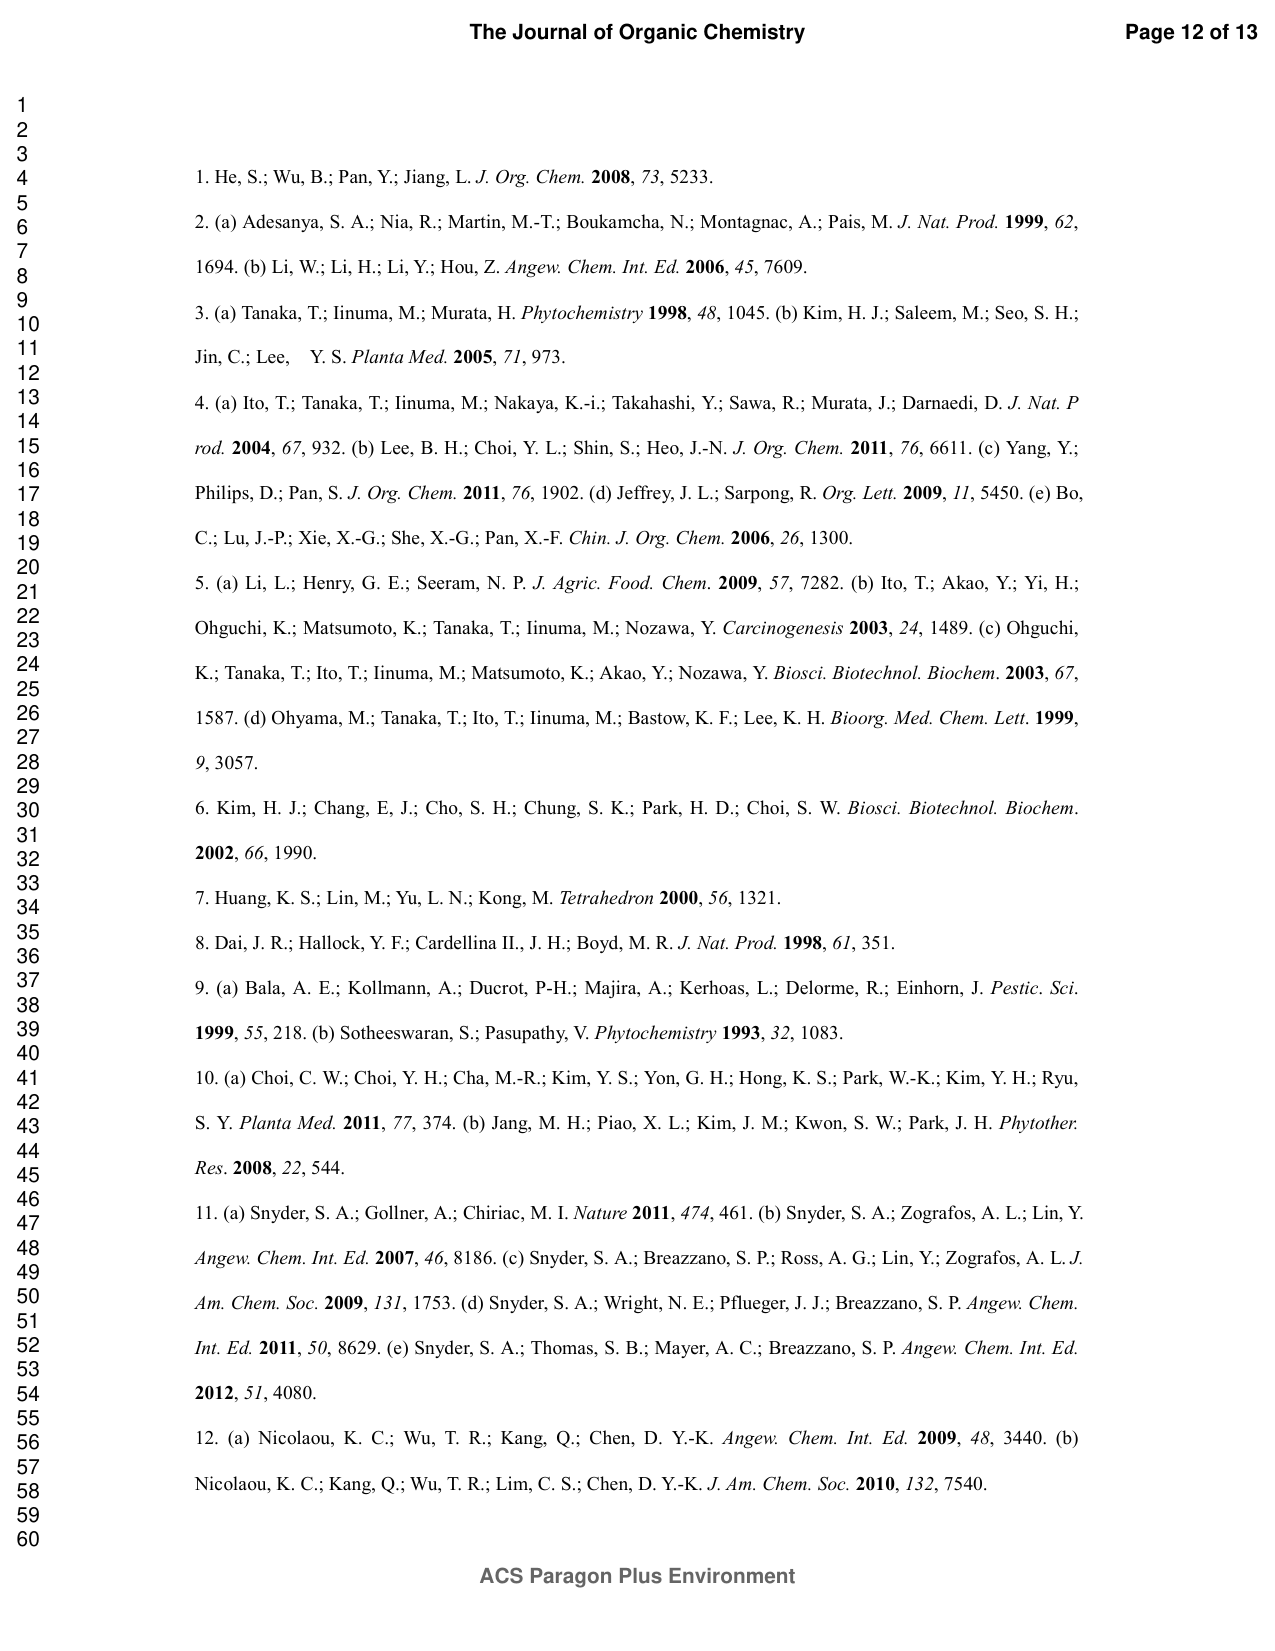 The Journal of Organic Chemistry
Page 12 of 13
1
2
3
4
5
6
7
8
9
10
11
12
13
14
15
16
17
18
19
20
21
22
23
24
25
26
27
28
29
30
31
32
33
34
35
36
37
38
39
40
41
42
43
44
45
46
47
48
49
50
51
52
53
54
55
56
57
58
59
60
1. He, S.; Wu, B.; Pan, Y.; Jiang, L. J. Org. Chem. 2008, 73, 5233.
2. (a) Adesanya, S. A.; Nia, R.; Martin, M.-T.; Boukamcha, N.; Montagnac, A.; Pais, M. J. Nat. Prod. 1999, 62,
1694. (b) Li, W.; Li, H.; Li, Y.; Hou, Z. Angew. Chem. Int. Ed. 2006, 45, 7609.
3. (a) Tanaka, T.; Iinuma, M.; Murata, H. Phytochemistry 1998, 48, 1045. (b) Kim, H. J.; Saleem, M.; Seo, S. H.;
Jin, C.; Lee, Y. S. Planta Med. 2005, 71, 973.
4. (a) Ito, T.; Tanaka, T.; Iinuma, M.; Nakaya, K.-i.; Takahashi, Y.; Sawa, R.; Murata, J.; Darnaedi, D. J. Nat. P
rod. 2004, 67, 932. (b) Lee, B. H.; Choi, Y. L.; Shin, S.; Heo, J.-N. J. Org. Chem. 2011, 76, 6611. (c) Yang, Y.;
Philips, D.; Pan, S. J. Org. Chem. 2011, 76, 1902. (d) Jeffrey, J. L.; Sarpong, R. Org. Lett. 2009, 11, 5450. (e) Bo,
C.; Lu, J.-P.; Xie, X.-G.; She, X.-G.; Pan, X.-F. Chin. J. Org. Chem. 2006, 26, 1300.
5. (a) Li, L.; Henry, G. E.; Seeram, N. P. J. Agric. Food. Chem. 2009, 57, 7282. (b) Ito, T.; Akao, Y.; Yi, H.;
Ohguchi, K.; Matsumoto, K.; Tanaka, T.; Iinuma, M.; Nozawa, Y. Carcinogenesis 2003, 24, 1489. (c) Ohguchi,
K.; Tanaka, T.; Ito, T.; Iinuma, M.; Matsumoto, K.; Akao, Y.; Nozawa, Y. Biosci. Biotechnol. Biochem. 2003, 67,
1587. (d) Ohyama, M.; Tanaka, T.; Ito, T.; Iinuma, M.; Bastow, K. F.; Lee, K. H. Bioorg. Med. Chem. Lett. 1999,
9, 3057.
6. Kim, H. J.; Chang, E, J.; Cho, S. H.; Chung, S. K.; Park, H. D.; Choi, S. W. Biosci. Biotechnol. Biochem.
2002, 66, 1990.
7. Huang, K. S.; Lin, M.; Yu, L. N.; Kong, M. Tetrahedron 2000, 56, 1321.
8. Dai, J. R.; Hallock, Y. F.; Cardellina II., J. H.; Boyd, M. R. J. Nat. Prod. 1998, 61, 351.
9. (a) Bala, A. E.; Kollmann, A.; Ducrot, P-H.; Majira, A.; Kerhoas, L.; Delorme, R.; Einhorn, J. Pestic. Sci.
1999, 55, 218. (b) Sotheeswaran, S.; Pasupathy, V. Phytochemistry 1993, 32, 1083.
10. (a) Choi, C. W.; Choi, Y. H.; Cha, M.-R.; Kim, Y. S.; Yon, G. H.; Hong, K. S.; Park, W.-K.; Kim, Y. H.; Ryu,
S. Y. Planta Med. 2011, 77, 374. (b) Jang, M. H.; Piao, X. L.; Kim, J. M.; Kwon, S. W.; Park, J. H. Phytother.
Res. 2008, 22, 544.
11. (a) Snyder, S. A.; Gollner, A.; Chiriac, M. I. Nature 2011, 474, 461. (b) Snyder, S. A.; Zografos, A. L.; Lin, Y.
Angew. Chem. Int. Ed. 2007, 46, 8186. (c) Snyder, S. A.; Breazzano, S. P.; Ross, A. G.; Lin, Y.; Zografos, A. L. J.
Am. Chem. Soc. 2009, 131, 1753. (d) Snyder, S. A.; Wright, N. E.; Pflueger, J. J.; Breazzano, S. P. Angew. Chem.
Int. Ed. 2011, 50, 8629. (e) Snyder, S. A.; Thomas, S. B.; Mayer, A. C.; Breazzano, S. P. Angew. Chem. Int. Ed.
2012, 51, 4080.
12. (a) Nicolaou, K. C.; Wu, T. R.; Kang, Q.; Chen, D. Y.-K. Angew. Chem. Int. Ed. 2009, 48, 3440. (b)
Nicolaou, K. C.; Kang, Q.; Wu, T. R.; Lim, C. S.; Chen, D. Y.-K. J. Am. Chem. Soc. 2010, 132, 7540.
ACS Paragon Plus Environment